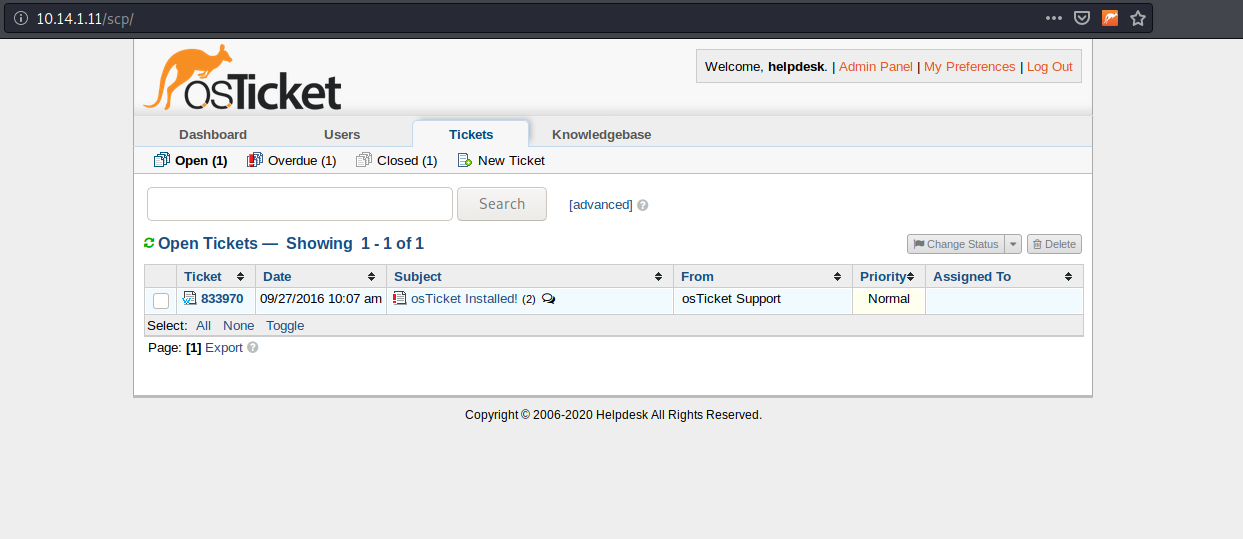 10.14.1.11/scp/
osTicket
Welcome, helpdesk. | Admin Panel | My Preferences | Log Out
Dashboard Users Tickets Knowledgebase
Open (1) Overdue (1) Closed (1) New Ticket
Search [advanced] ?
Open Tickets — Showing 1 - 1 of 1 Change Status Delete
Ticket Date Subject From Priority Assigned To
833970 09/27/2016 10:07 am osTicket Installed! (2) osTicket Support Normal
Select: All None Toggle
Page: [1] Export ?
Copyright © 2006-2020 Helpdesk All Rights Reserved.